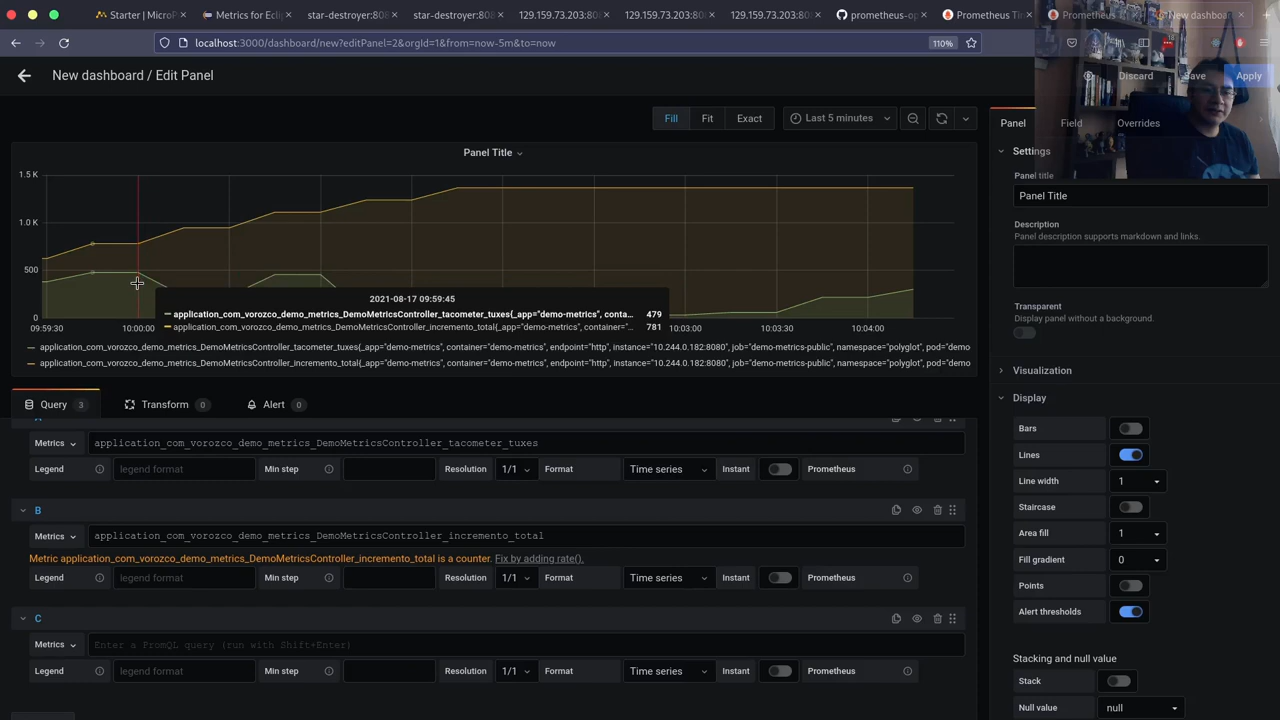 Starter | MicroP
Metrics for Eclip
star-destroyer:808
star-destroyer:808
129.159.73.203:808
129.159.73.203:808
129.159.73.203:808
prometheus-op
Prometheus Tim
Prometheus
New dashboard
localhost:3000/dashboard/new?editPanel=2&orgId=1&from=now-5m&to=now
110%
New dashboard / Edit Panel
Discard
Save
Apply
Fill
Fit
Exact
Last 5 minutes
Panel Title
1.5 K
1.0 K
500
0
09:59:30
10:00:00
10:03:00
10:03:30
10:04:00
2021-08-17 09:59:45
application_com_vorozco_demo_metrics_DemoMetricsController_tacometer_tuxes{_app="demo-metrics", conta... 479
application_com_vorozco_demo_metrics_DemoMetricsController_incremento_total{_app="demo-metrics", container="... 781
application_com_vorozco_demo_metrics_DemoMetricsController_tacometer_tuxes{_app="demo-metrics", container="demo-metrics", endpoint="http", instance="10.244.0.182:8080", job="demo-metrics-public", namespace="polyglot", pod="demo
application_com_vorozco_demo_metrics_DemoMetricsController_incremento_total{_app="demo-metrics", container="demo-metrics", endpoint="http", instance="10.244.0.182:8080", job="demo-metrics-public", namespace="polyglot", pod="demo
Query 3
Transform 0
Alert 0
A
Metrics
application_com_vorozco_demo_metrics_DemoMetricsController_tacometer_tuxes
Legend
legend format
Min step
Resolution
1/1
Format
Time series
Instant
Prometheus
B
Metrics
application_com_vorozco_demo_metrics_DemoMetricsController_incremento_total
Metric application_com_vorozco_demo_metrics_DemoMetricsController_incremento_total is a counter. Fix by adding rate().
Legend
legend format
Min step
Resolution
1/1
Format
Time series
Instant
Prometheus
C
Metrics
Enter a PromQL query (run with Shift+Enter)
Legend
legend format
Min step
Resolution
1/1
Format
Time series
Instant
Prometheus
Panel
Field
Overrides
Settings
Panel title
Panel Title
Description
Panel description supports markdown and links.
Transparent
Display panel without a background.
Visualization
Display
Bars
Lines
Line width
1
Staircase
Area fill
1
Fill gradient
0
Points
Alert thresholds
Stacking and null value
Stack
Null value
null